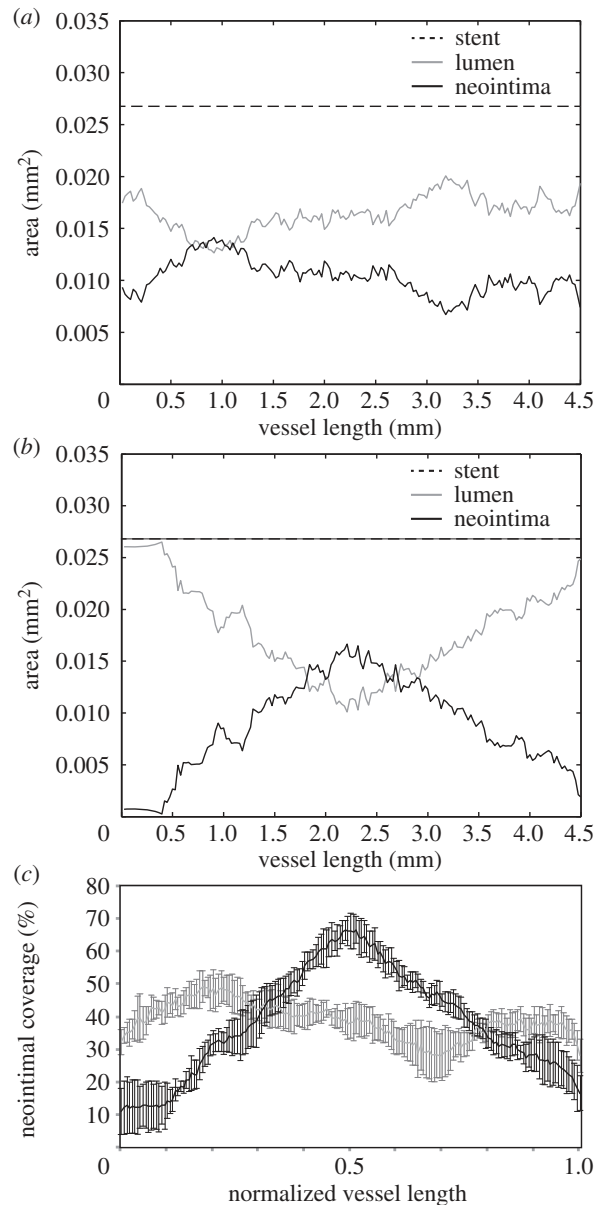 (a)
0.035
0.030
0.025
0.020
0.015
0.010
0.005
0
area (mm²)
stent
lumen
neointima
0.5 1.0 1.5 2.0 2.5 3.0 3.5 4.0 4.5
vessel length (mm)
(b)
0.035
0.030
0.025
0.020
0.015
0.010
0.005
0
area (mm²)
stent
lumen
neointima
0.5 1.0 1.5 2.0 2.5 3.0 3.5 4.0 4.5
vessel length (mm)
(c)
80
70
60
50
40
30
20
10
0
neointimal coverage (%)
0.5 1.0
normalized vessel length